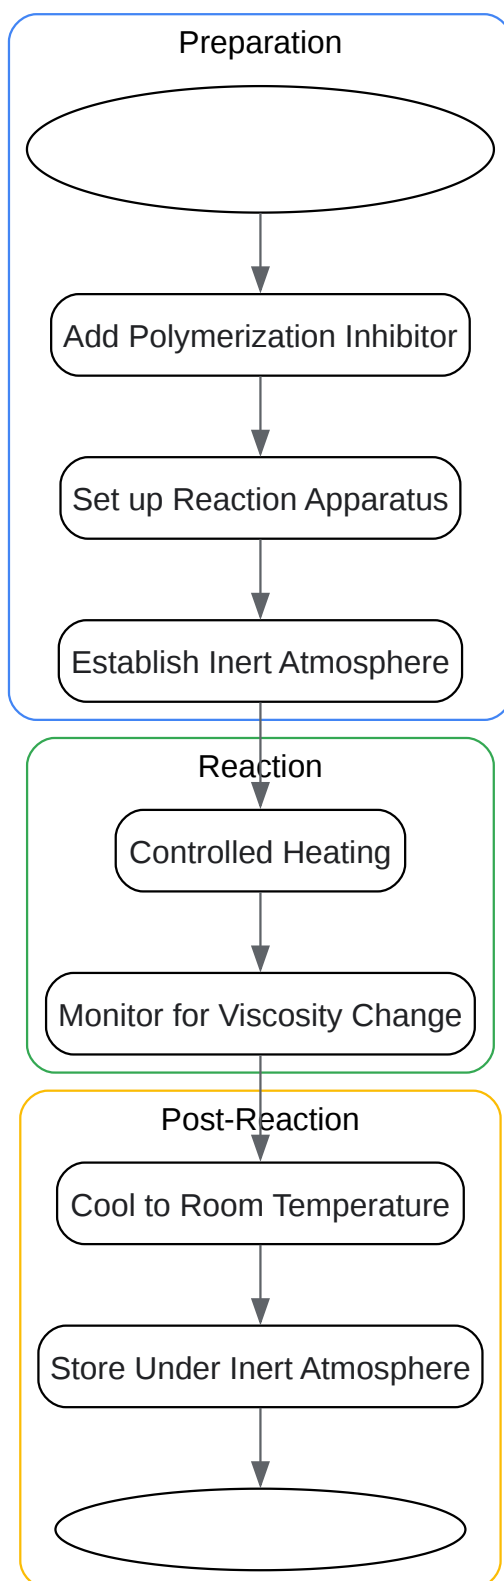 Preparation
Add Polymerization Inhibitor
Set up Reaction Apparatus
Establish Inert Atmosphere
Reaction
Controlled Heating
Monitor for Viscosity Change
Post-Reaction
Cool to Room Temperature
Store Under Inert Atmosphere